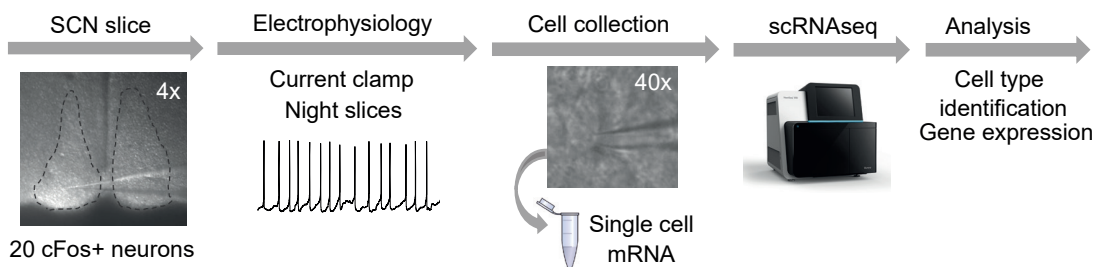 SCN slice
Electrophysiology
Cell collection
scRNAseq
Analysis
4x
20 cFos+ neurons
Current clamp
Night slices
40x
Single cell
mRNA
Cell type
identification
Gene expression